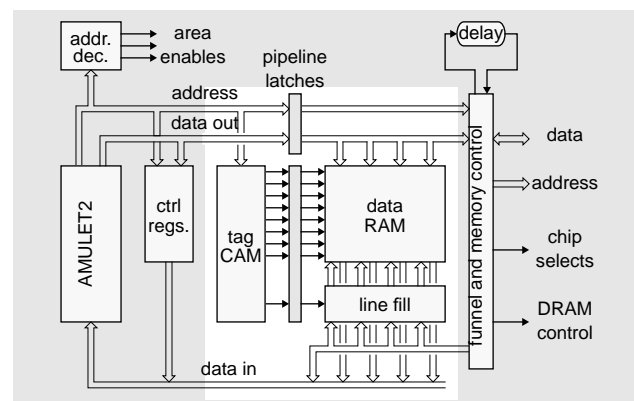 addr.
dec.
area
enables
pipeline
latches
delay
address
data out
AMULET2
ctrl
regs.
tag
CAM
data
RAM
line fill
data in
funnel and memory control
data
address
chip
selects
DRAM
control